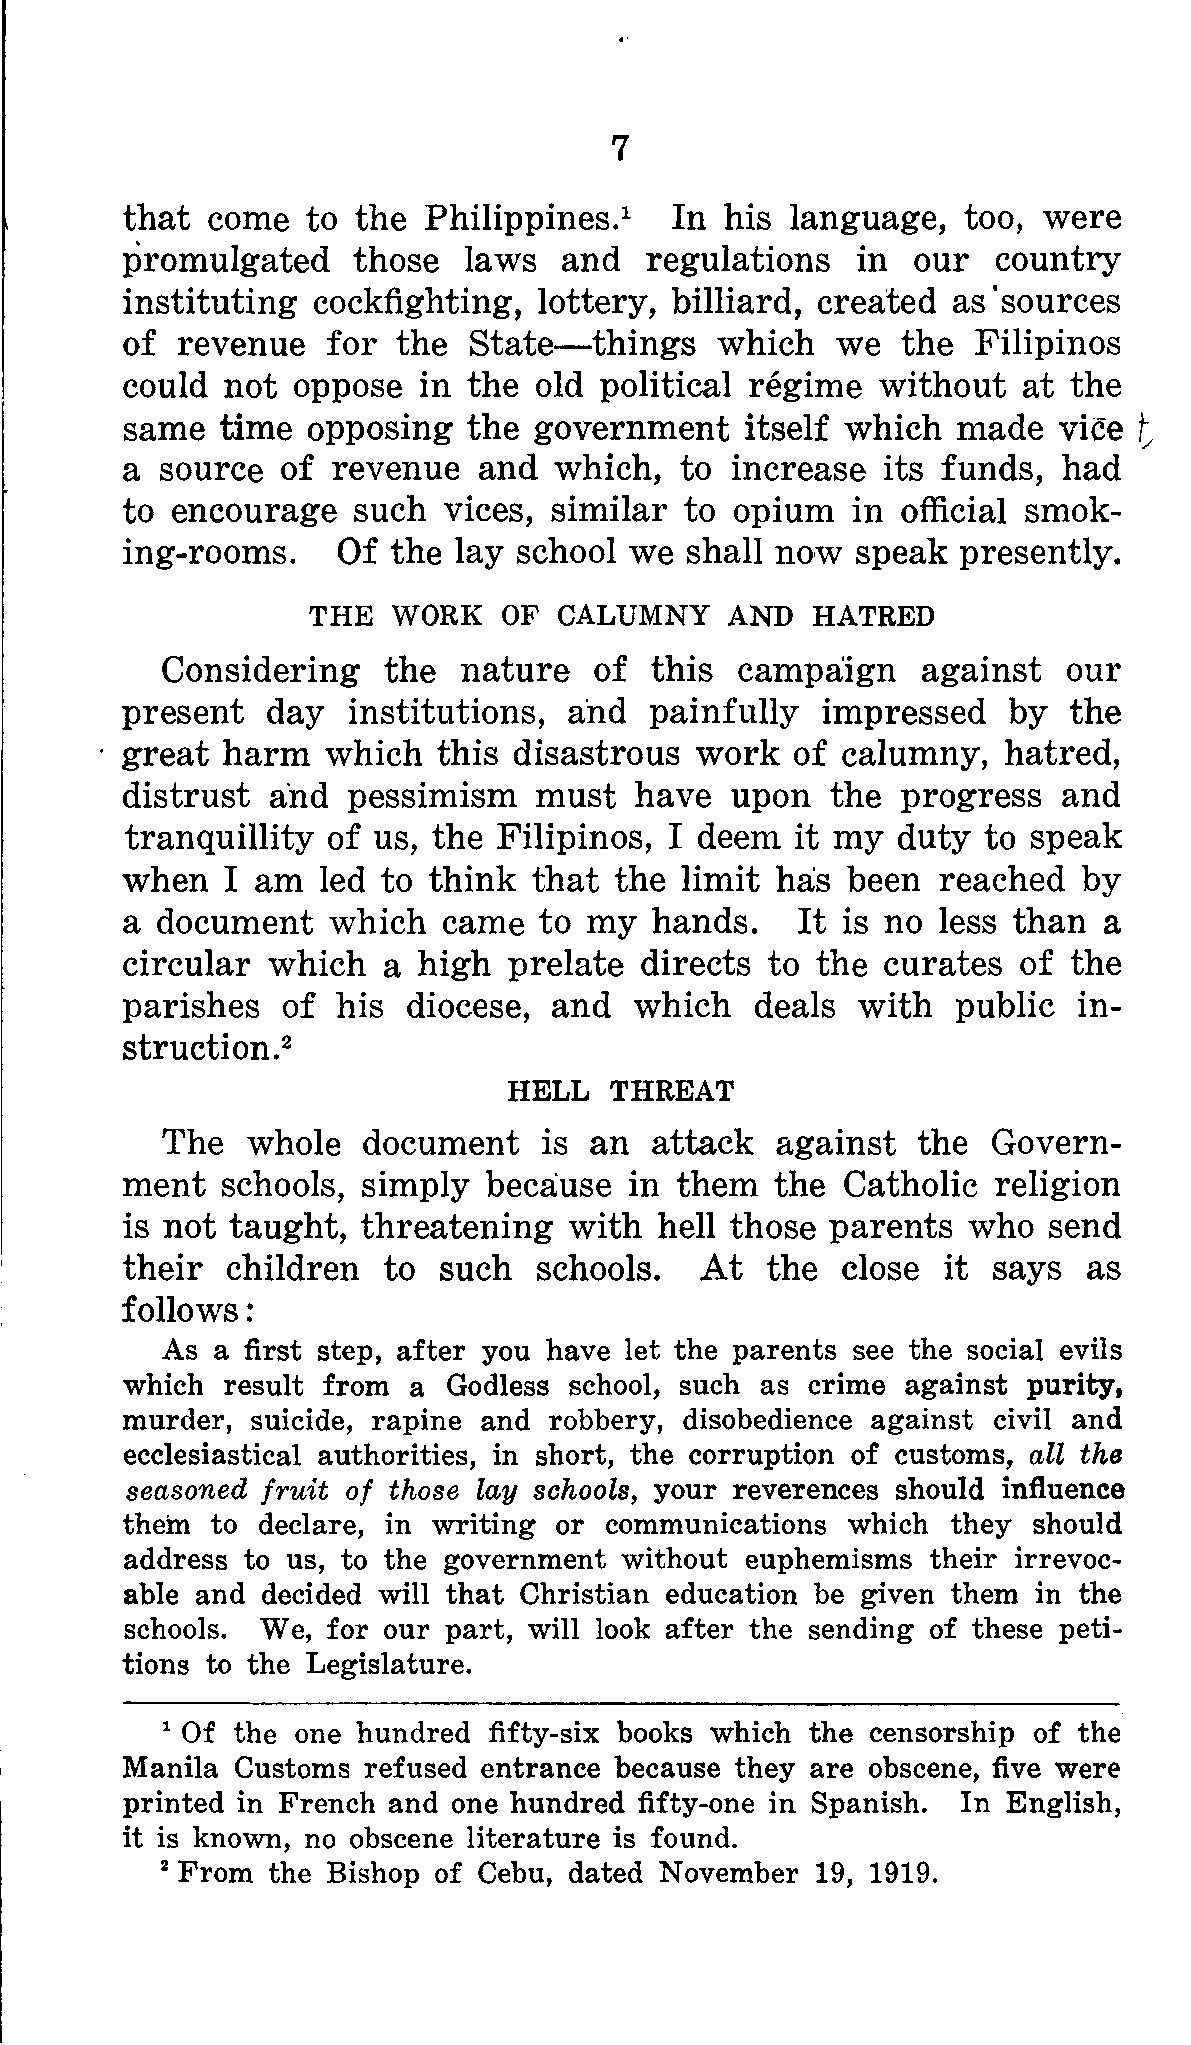 7
that come to the Philippines.¹ In his language, too, were
promulgated those laws and regulations in our country
instituting cockfighting, lottery, billiard, created as sources
of revenue for the State—things which we the Filipinos
could not oppose in the old political régime without at the
same time opposing the government itself which made vice
a source of revenue and which, to increase its funds, had
to encourage such vices, similar to opium in official smok-
ing-rooms. Of the lay school we shall now speak presently.
THE WORK OF CALUMNY AND HATRED
Considering the nature of this campaign against our
present day institutions, and painfully impressed by the
great harm which this disastrous work of calumny, hatred,
distrust and pessimism must have upon the progress and
tranquillity of us, the Filipinos, I deem it my duty to speak
when I am led to think that the limit has been reached by
a document which came to my hands. It is no less than a
circular which a high prelate directs to the curates of the
parishes of his diocese, and which deals with public in-
struction.²
HELL THREAT
The whole document is an attack against the Govern-
ment schools, simply because in them the Catholic religion
is not taught, threatening with hell those parents who send
their children to such schools. At the close it says as
follows:
As a first step, after you have let the parents see the social evils
which result from a Godless school, such as crime against purity,
murder, suicide, rapine and robbery, disobedience against civil and
ecclesiastical authorities, in short, the corruption of customs, all the
seasoned fruit of those lay schools, your reverences should influence
them to declare, in writing or communications which they should
address to us, to the government without euphemisms their irrevoc-
able and decided will that Christian education be given them in the
schools. We, for our part, will look after the sending of these peti-
tions to the Legislature.
¹ Of the one hundred fifty-six books which the censorship of the
Manila Customs refused entrance because they are obscene, five were
printed in French and one hundred fifty-one in Spanish. In English,
it is known, no obscene literature is found.
² From the Bishop of Cebu, dated November 19, 1919.